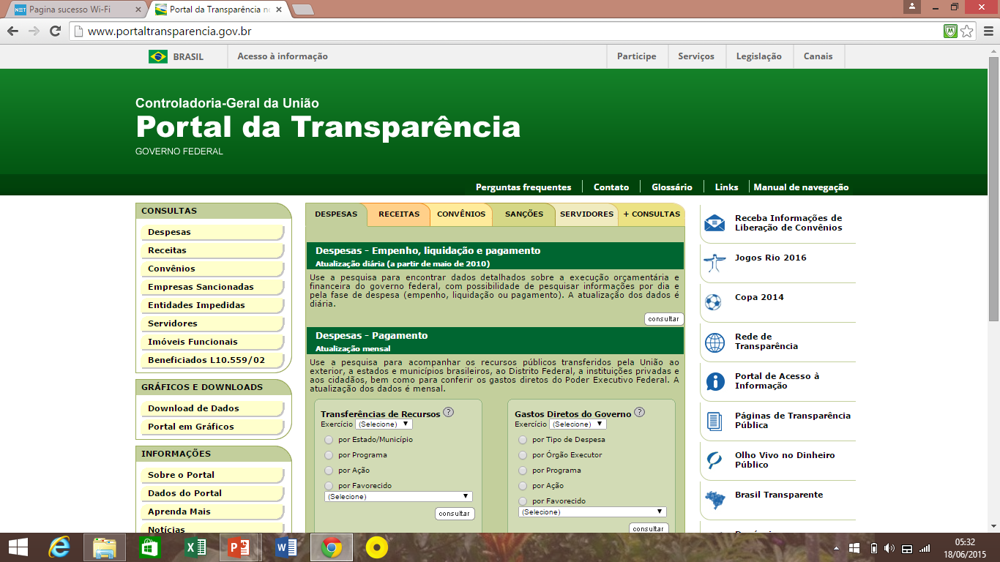 Pagina sucesso Wi-Fi
Portal da Transparência no
www.portaltransparencia.gov.br
BRASIL
Acesso à informação
Participe
Serviços
Legislação
Canais
Controladoria-Geral da União
Portal da Transparência
GOVERNO FEDERAL
Perguntas frequentes
Contato
Glossário
Links
Manual de navegação
CONSULTAS
Despesas
Receitas
Convênios
Empresas Sancionadas
Entidades Impedidas
Servidores
Imóveis Funcionais
Beneficiados L10.559/02
GRÁFICOS E DOWNLOADS
Download de Dados
Portal em Gráficos
INFORMAÇÕES
Sobre o Portal
Dados do Portal
Aprenda Mais
Notícias
DESPESAS
RECEITAS
CONVÊNIOS
SANÇÕES
SERVIDORES
+ CONSULTAS
Despesas - Empenho, liquidação e pagamento
Atualização diária (a partir de maio de 2010)
Use a pesquisa para encontrar dados detalhados sobre a execução orçamentária e
financeira do governo federal, com possibilidade de pesquisar informações por dia e
pela fase de despesa (empenho, liquidação ou pagamento). A atualização dos dados é
diária.
consultar
Despesas - Pagamento
Atualização mensal
Use a pesquisa para acompanhar os recursos públicos transferidos pela União ao
exterior, a estados e municípios brasileiros, ao Distrito Federal, a instituições privadas e
aos cidadãos, bem como para conferir os gastos diretos do Poder Executivo Federal. A
atualização dos dados é mensal.
Transferências de Recursos ?
Exercício (Selecione)
por Estado/Município
por Programa
por Ação
por Favorecido
(Selecione)
consultar
Gastos Diretos do Governo ?
Exercício (Selecione)
por Tipo de Despesa
por Órgão Executor
por Programa
por Ação
por Favorecido
(Selecione)
consultar
Receba Informações de
Liberação de Convênios
Jogos Rio 2016
Copa 2014
Rede de
Transparência
Portal de Acesso à
Informação
Páginas de Transparência
Pública
Olho Vivo no Dinheiro
Público
Brasil Transparente
05:32
18/06/2015